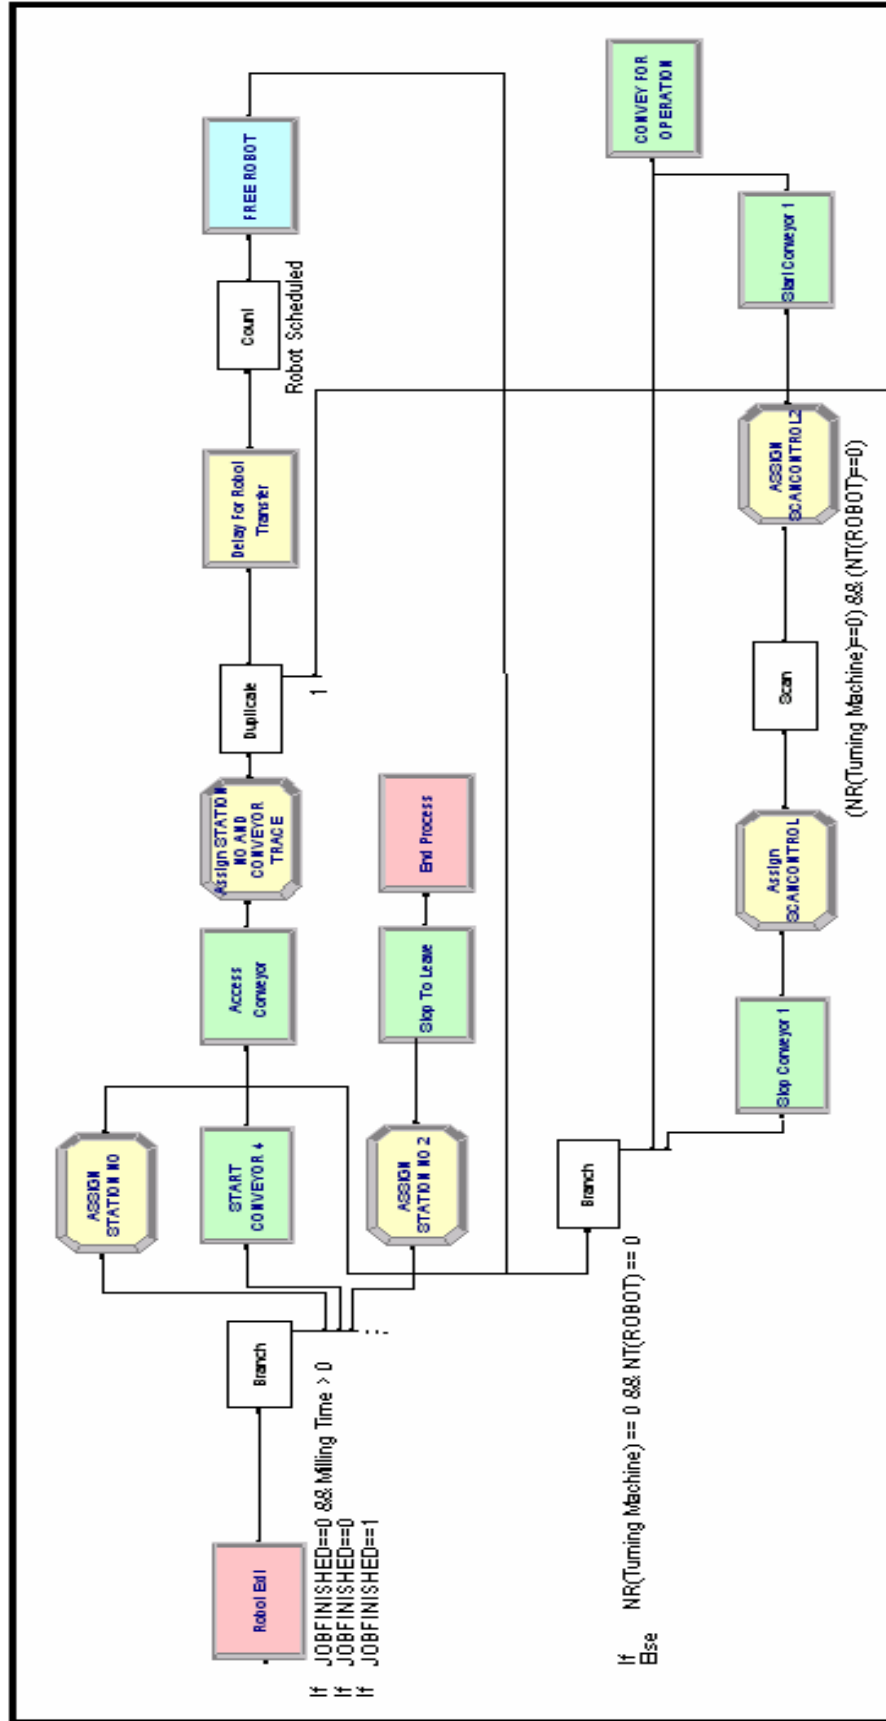 ASSIGN
STATION NO
Robot Exit
Branch
START
CONVEYOR 4
Access
Conveyor
Assign STATION
NO AND
CONVEYOR
TRACE
Duplicate
Delay For Robot
Transfer
Count
FREE ROBOT
Robot Scheduled
1
If JOBFINISHED==0 && Milling Time > 0
If JOBFINISHED==0
If JOBFINISHED==1
ASSIGN
STATION NO 2
Stop To Leave
End Process
Branch
CONVEY FOR
OPERATION
If NR(Turning Machine) == 0 && NT(ROBOT) == 0
Else
Stop Conveyor 1
Assign
SCANCONTROL
Scan
ASSIGN
SCANCONTROL2
Start Conveyor 1
(NR(Turning Machine)==0) && (NT(ROBOT)==0)